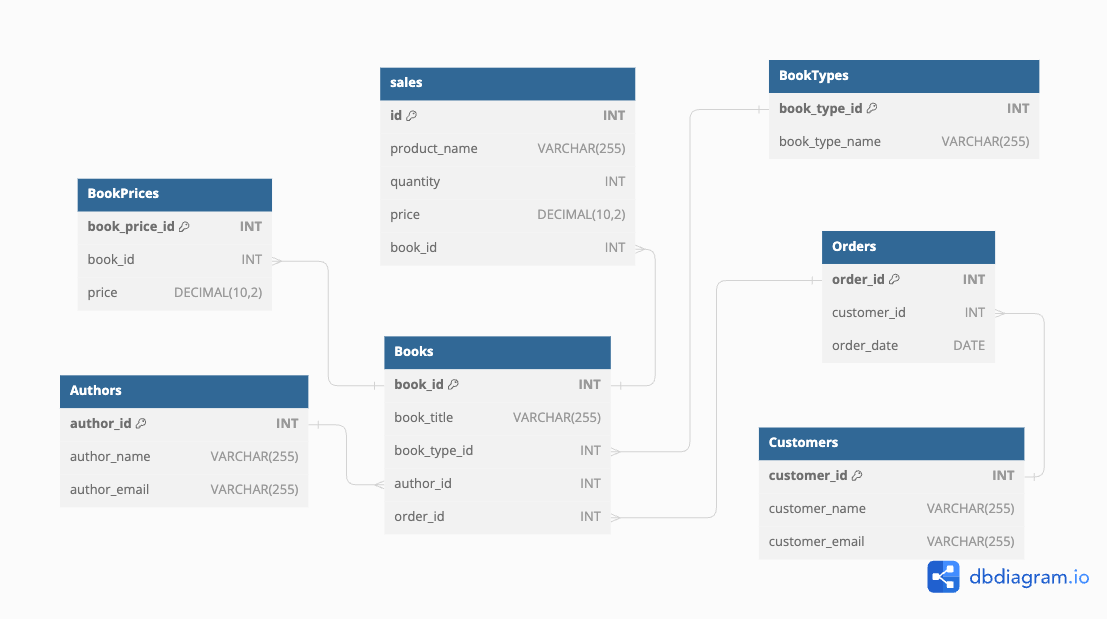 sales
id INT
product_name VARCHAR(255)
quantity INT
price DECIMAL(10,2)
book_id INT
BookTypes
book_type_id INT
book_type_name VARCHAR(255)
BookPrices
book_price_id INT
book_id INT
price DECIMAL(10,2)
Orders
order_id INT
customer_id INT
order_date DATE
Books
book_id INT
book_title VARCHAR(255)
book_type_id INT
author_id INT
order_id INT
Authors
author_id INT
author_name VARCHAR(255)
author_email VARCHAR(255)
Customers
customer_id INT
customer_name VARCHAR(255)
customer_email VARCHAR(255)
dbdiagram.io